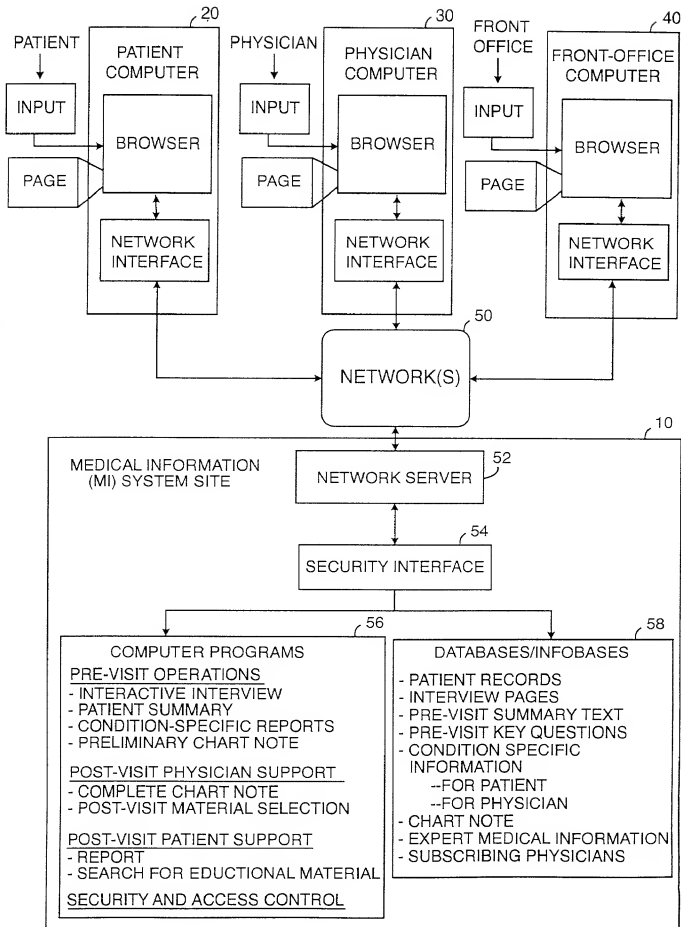 20
30
40
PATIENT
PATIENT
COMPUTER
INPUT
BROWSER
PAGE
NETWORK
INTERFACE
PHYSICIAN
PHYSICIAN
COMPUTER
INPUT
BROWSER
PAGE
NETWORK
INTERFACE
FRONT
OFFICE
FRONT-OFFICE
COMPUTER
INPUT
BROWSER
PAGE
NETWORK
INTERFACE
50
NETWORK(S)
10
MEDICAL INFORMATION
(MI) SYSTEM SITE
52
NETWORK SERVER
54
SECURITY INTERFACE
56
COMPUTER PROGRAMS
PRE-VISIT OPERATIONS
- INTERACTIVE INTERVIEW
- PATIENT SUMMARY
- CONDITION-SPECIFIC REPORTS
- PRELIMINARY CHART NOTE
POST-VISIT PHYSICIAN SUPPORT
- COMPLETE CHART NOTE
- POST-VISIT MATERIAL SELECTION
POST-VISIT PATIENT SUPPORT
- REPORT
- SEARCH FOR EDUCTIONAL MATERIAL
SECURITY AND ACCESS CONTROL
58
DATABASES/INFOBASES
- PATIENT RECORDS
- INTERVIEW PAGES
- PRE-VISIT SUMMARY TEXT
- PRE-VISIT KEY QUESTIONS
- CONDITION SPECIFIC
INFORMATION
--FOR PATIENT
--FOR PHYSICIAN
- CHART NOTE
- EXPERT MEDICAL INFORMATION
- SUBSCRIBING PHYSICIANS